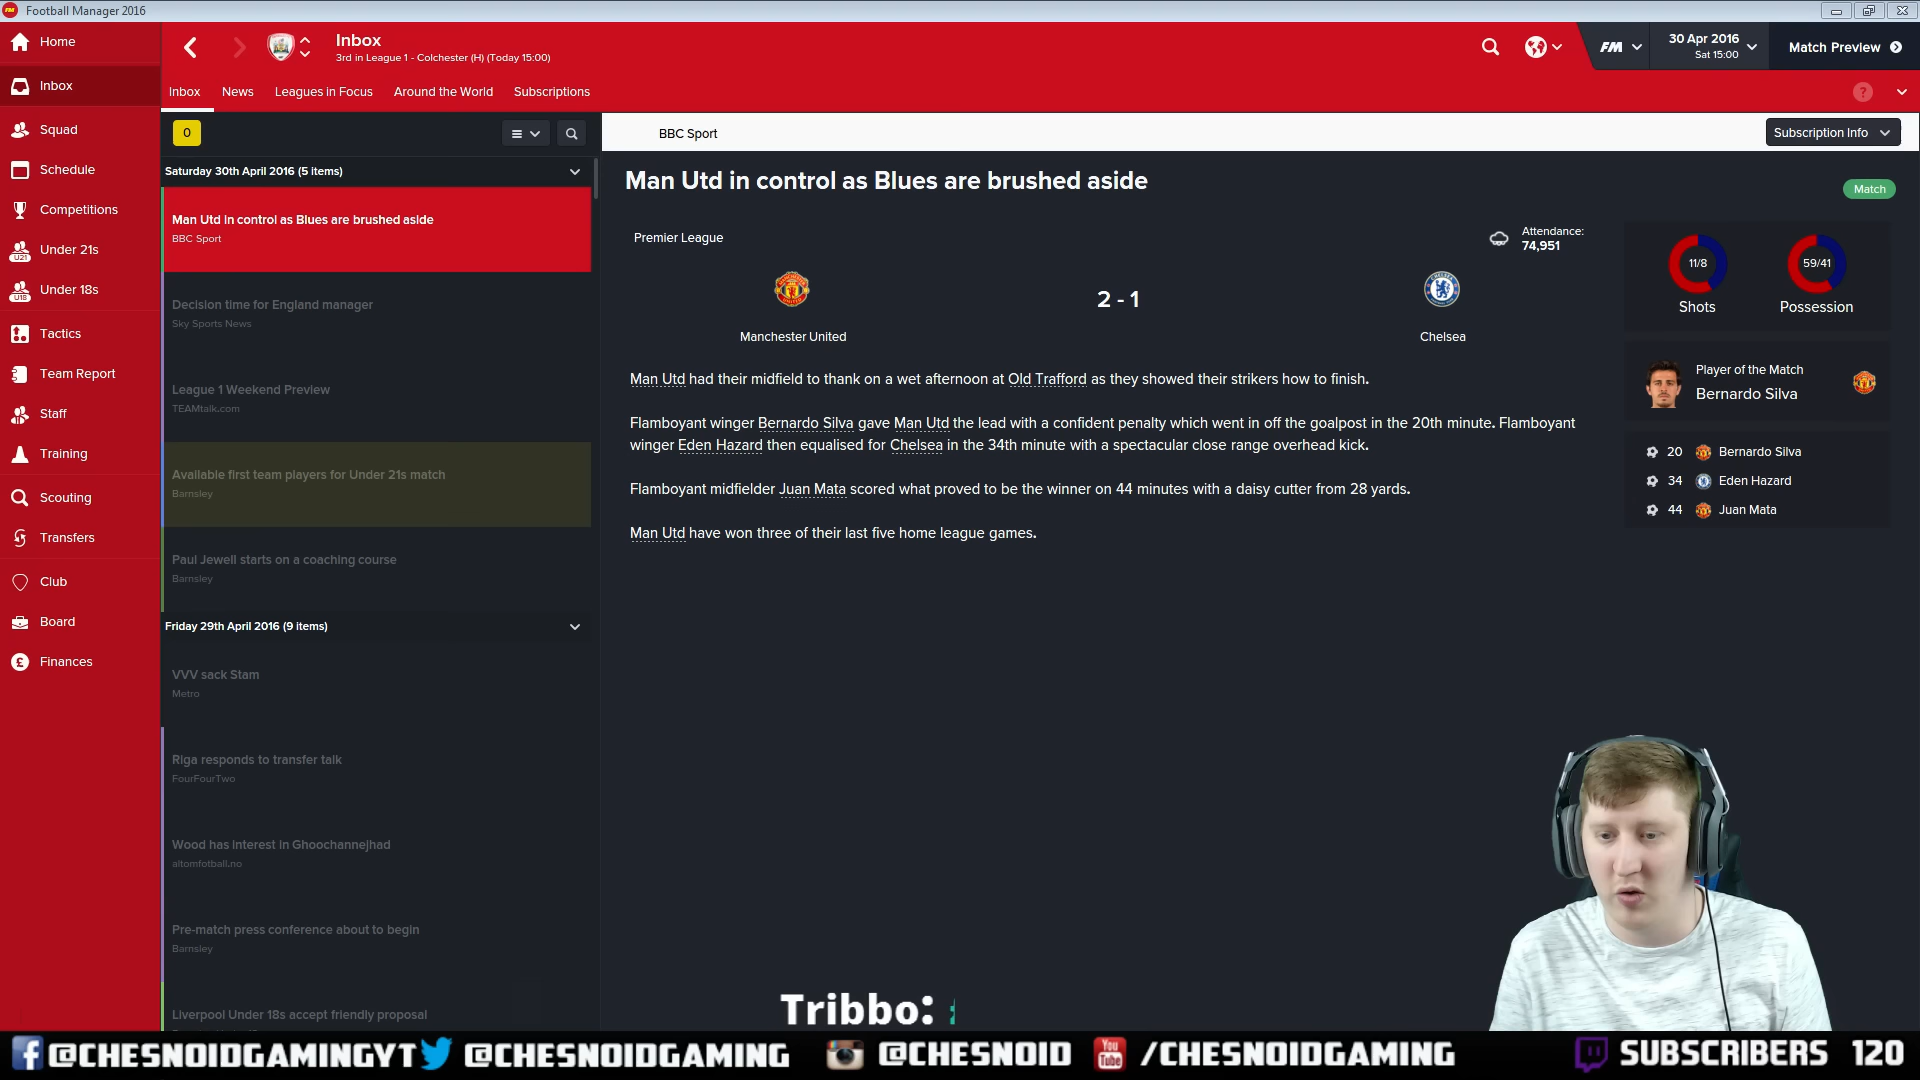 Football Manager 2016
Home
Inbox
Squad
Schedule
Competitions
Under 21s
Under 18s
Tactics
Team Report
Staff
Training
Scouting
Transfers
Club
Board
Finances
Inbox
3rd in League 1 - Colchester (H) (Today 15:00)
FM
30 Apr 2016
Sat 15:00
Match Preview
Inbox News Leagues in Focus Around the World Subscriptions
?
0
Saturday 30th April 2016 (5 items)
Man Utd in control as Blues are brushed aside
BBC Sport
Decision time for England manager
Sky Sports News
League 1 Weekend Preview
TEAMtalk.com
Available first team players for Under 21s match
Barnsley
Paul Jewell starts on a coaching course
Barnsley
Friday 29th April 2016 (9 items)
VVV sack Stam
Metro
Riga responds to transfer talk
FourFourTwo
Wood has interest in Ghoochannejhad
altomfotball.no
Pre-match press conference about to begin
Barnsley
Liverpool Under 18s accept friendly proposal
BBC Sport
Subscription Info
Man Utd in control as Blues are brushed aside
Match
Premier League
Attendance:
74,951
2 - 1
Manchester United
Chelsea
Man Utd had their midfield to thank on a wet afternoon at Old Trafford as they showed their strikers how to finish.
Flamboyant winger Bernardo Silva gave Man Utd the lead with a confident penalty which went in off the goalpost in the 20th minute. Flamboyant
winger Eden Hazard then equalised for Chelsea in the 34th minute with a spectacular close range overhead kick.
Flamboyant midfielder Juan Mata scored what proved to be the winner on 44 minutes with a daisy cutter from 28 yards.
Man Utd have won three of their last five home league games.
11/8
Shots
59/41
Possession
Player of the Match
Bernardo Silva
20 Bernardo Silva
34 Eden Hazard
44 Juan Mata
Tribbo:
@CHESNOIDGAMINGYT @CHESNOIDGAMING @CHESNOID You Tube /CHESNOIDGAMING SUBSCRIBERS 120